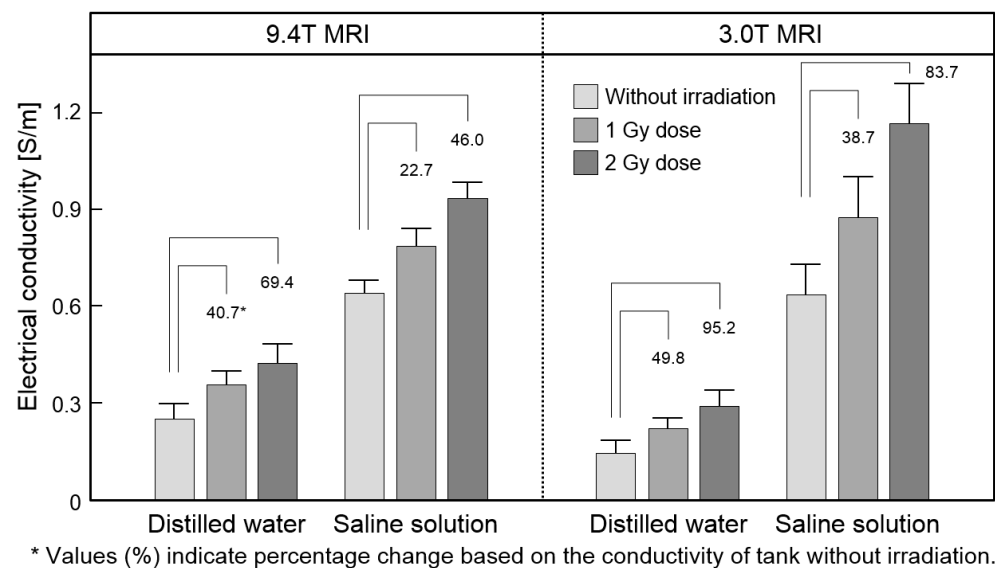 9.4T MRI
3.0T MRI
Electrical conductivity [S/m]
1.2
0.9
0.6
0.3
0
Without irradiation
1 Gy dose
2 Gy dose
40.7*
69.4
22.7
46.0
49.8
95.2
38.7
83.7
Distilled water
Saline solution
Distilled water
Saline solution
* Values (%) indicate percentage change based on the conductivity of tank without irradiation.